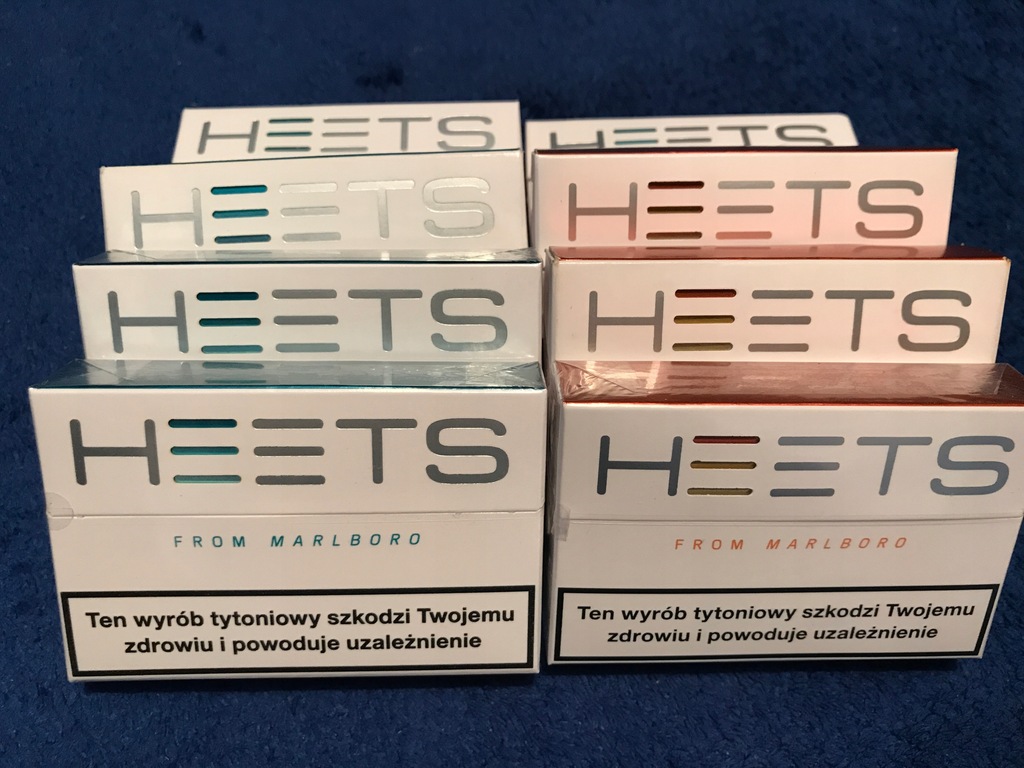 HEETS
HEETS
HEETS
HEETS
HEETS
HEETS
HEETS
FROM MARLBORO
Ten wyrób tytoniowy szkodzi Twojemu
zdrowiu i powoduje uzależnienie
HEETS
FROM MARLBORO
Ten wyrób tytoniowy szkodzi Twojemu
zdrowiu i powoduje uzależnienie